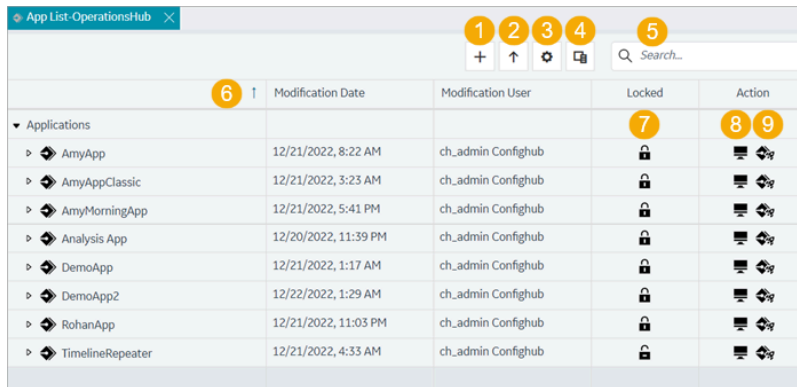 App List-OperationsHub
1 2 3 4 5
Search...
6 Modification Date Modification User Locked Action
Applications 7 8 9
AmyApp 12/21/2022, 8:22 AM ch_admin Confighub
AmyAppClassic 12/21/2022, 3:23 AM ch_admin Confighub
AmyMorningApp 12/21/2022, 5:41 PM ch_admin Confighub
Analysis App 12/20/2022, 11:39 PM ch_admin Confighub
DemoApp 12/21/2022, 1:17 AM ch_admin Confighub
DemoApp2 12/22/2022, 1:29 AM ch_admin Confighub
RohanApp 12/21/2022, 11:03 PM ch_admin Confighub
TimelineRepeater 12/21/2022, 4:33 AM ch_admin Confighub